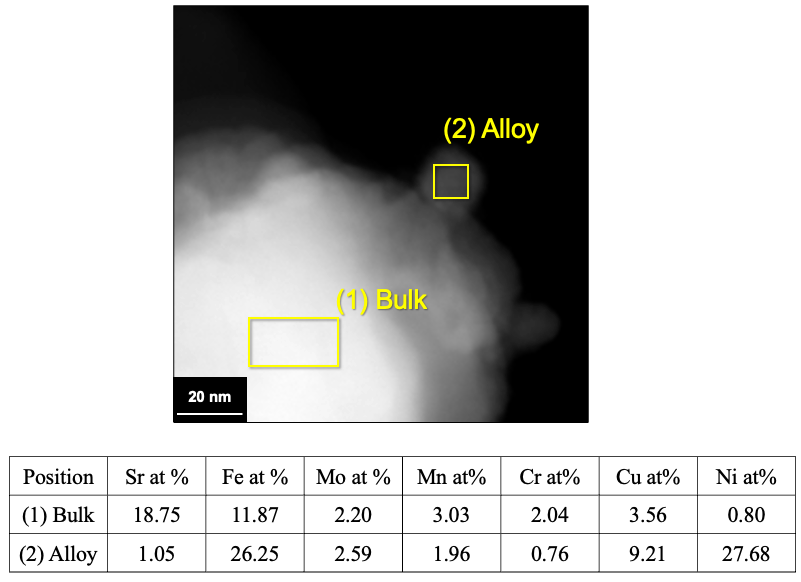 (2) Alloy
(1) Bulk
20 nm
Position Sr at % Fe at % Mo at % Mn at% Cr at% Cu at% Ni at%
(1) Bulk 18.75 11.87 2.20 3.03 2.04 3.56 0.80
(2) Alloy 1.05 26.25 2.59 1.96 0.76 9.21 27.68